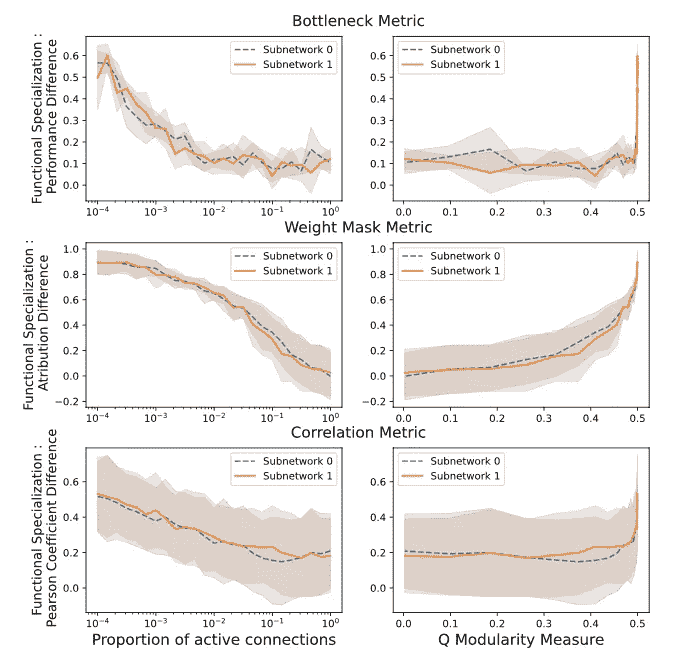 Bottleneck Metric
Functional Specialization :
Performance Difference
0.6
0.5
0.4
0.3
0.2
0.1
0.0
Subnetwork 0
Subnetwork 1
10⁻⁴ 10⁻³ 10⁻² 10⁻¹ 10⁰
Subnetwork 0
Subnetwork 1
0.6
0.5
0.4
0.3
0.2
0.1
0.0
0.0 0.1 0.2 0.3 0.4 0.5
Weight Mask Metric
Functional Specialization :
Atribution Difference
1.0
0.8
0.6
0.4
0.2
0.0
−0.2
Subnetwork 0
Subnetwork 1
10⁻⁴ 10⁻³ 10⁻² 10⁻¹ 10⁰
1.0
0.8
0.6
0.4
0.2
0.0
−0.2
Subnetwork 0
Subnetwork 1
0.0 0.1 0.2 0.3 0.4 0.5
Correlation Metric
Functional Specialization :
Pearson Coefficient Difference
0.6
0.4
0.2
0.0
Subnetwork 0
Subnetwork 1
10⁻⁴ 10⁻³ 10⁻² 10⁻¹ 10⁰
Proportion of active connections
0.6
0.4
0.2
0.0
Subnetwork 0
Subnetwork 1
0.0 0.1 0.2 0.3 0.4 0.5
Q Modularity Measure